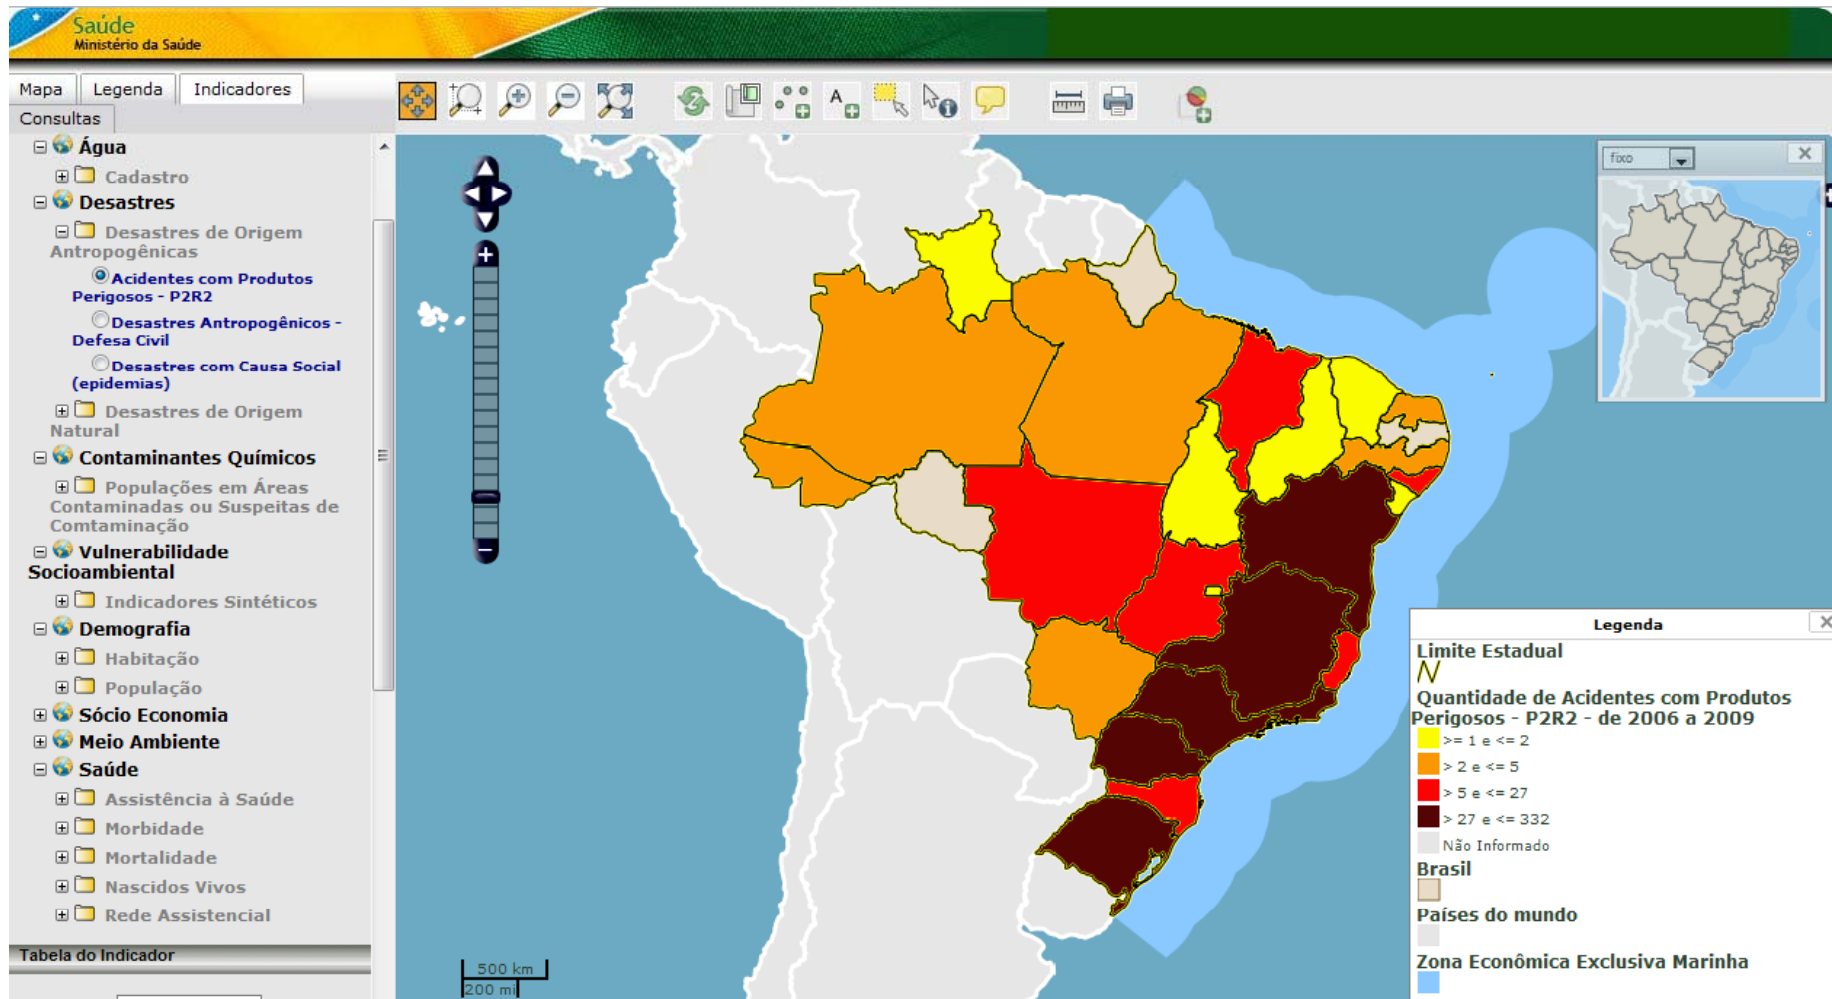 Saúde
Ministério da Saúde
Mapa
Legenda
Indicadores
Consultas
Água
Cadastro
Desastres
Desastres de Origem
Antropogênicas
Acidentes com Produtos
Perigosos - P2R2
Desastres Antropogênicos -
Defesa Civil
Desastres com Causa Social
(epidemias)
Desastres de Origem
Natural
Contaminantes Químicos
Populações em Áreas
Contaminadas ou Suspeitas de
Comtaminação
Vulnerabilidade
Socioambiental
Indicadores Sintéticos
Demografia
Habitação
População
Sócio Economia
Meio Ambiente
Saúde
Assistência à Saúde
Morbidade
Mortalidade
Nascidos Vivos
Rede Assistencial
Tabela do Indicador
A
fixo
500 km
200 mi
Legenda
Limite Estadual
Quantidade de Acidentes com Produtos
Perigosos - P2R2 - de 2006 a 2009
>= 1 e <= 2
> 2 e <= 5
> 5 e <= 27
> 27 e <= 332
Não Informado
Brasil
Países do mundo
Zona Econômica Exclusiva Marinha